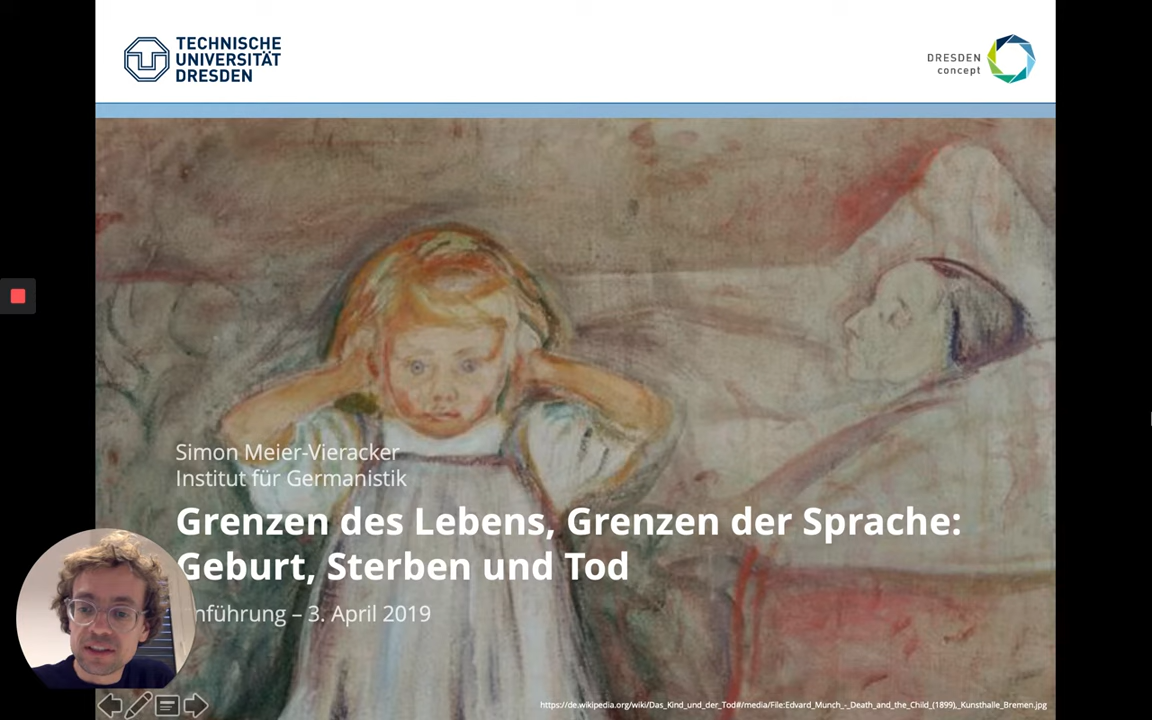 TECHNISCHE
UNIVERSITÄT
DRESDEN
DRESDEN
concept
Simon Meier-Vieracker
Institut für Germanistik
Grenzen des Lebens, Grenzen der Sprache:
Geburt, Sterben und Tod
nführung – 3. April 2019
https://de.wikipedia.org/wiki/Das_Kind_und_der_Tod#/media/File:Edvard_Munch_-_Death_and_the_Child_(1899),_Kunsthalle_Bremen.jpg